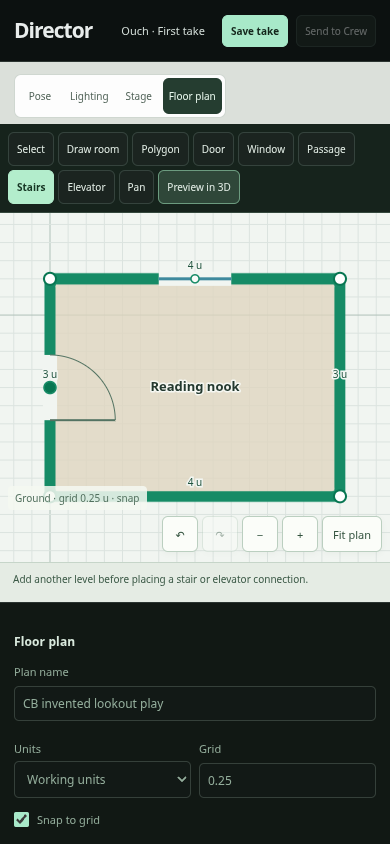 Director Ouch · First take Save take Send to Crew
Pose Lighting Stage Floor plan
Select Draw room Polygon Door Window Passage
Stairs Elevator Pan Preview in 3D
4 u
3 u
3 u
Reading nook
4 u
Ground · grid 0.25 u · snap
↶ ↷ − + Fit plan
Add another level before placing a stair or elevator connection.
Floor plan
Plan name
CB invented lookout play
Units Grid
Working units 0.25
Snap to grid